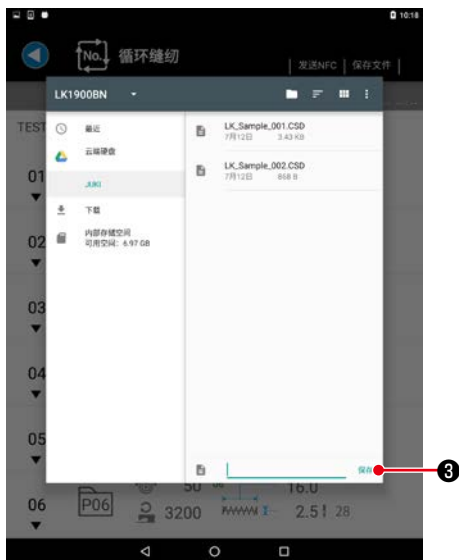 10:18
No. 循环缝纫
发送NFC | 保存文件 |
LK1900BN
TEST
最近
云端硬盘
JUKI
下载
内部存储空间
可用空间：6.97 GB
LK_Sample_001.CSD
7月12日 3.43 KB
LK_Sample_002.CSD
7月12日 868 B
01
02
03
04
05
保存
3
06 P06 50 16.0
3200 2.5 28